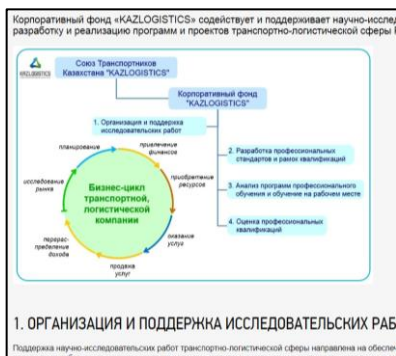 Корпоративный фонд «KAZLOGISTICS» содействует и поддерживает научно-исслед
разработку и реализацию программ и проектов транспортно-логистической сферы
KAZLOGISTICS
Союз Транспортников
Казахстана "KAZLOGISTICS"
Корпоративный фонд
"KAZLOGISTICS"
1. Организация и поддержка
исследовательских работ
2. Разработка профессиональных
стандартов и рамок квалификаций
3. Анализ программ профессионального
обучения и обучение на рабочем месте
4. Оценка профессиональных
квалификаций
планирование
привлечение
финансов
приобретение
ресурсов
оказание
услуг
продажа
услуг
перерас-
пределение
дохода
исследование
рынка
Бизнес-цикл
транспортной,
логистической
компании
1. ОРГАНИЗАЦИЯ И ПОДДЕРЖКА ИССЛЕДОВАТЕЛЬСКИХ РАБ
Поддержка научно-исследовательских работ транспортно-логистической сферы направлена на обеспеч